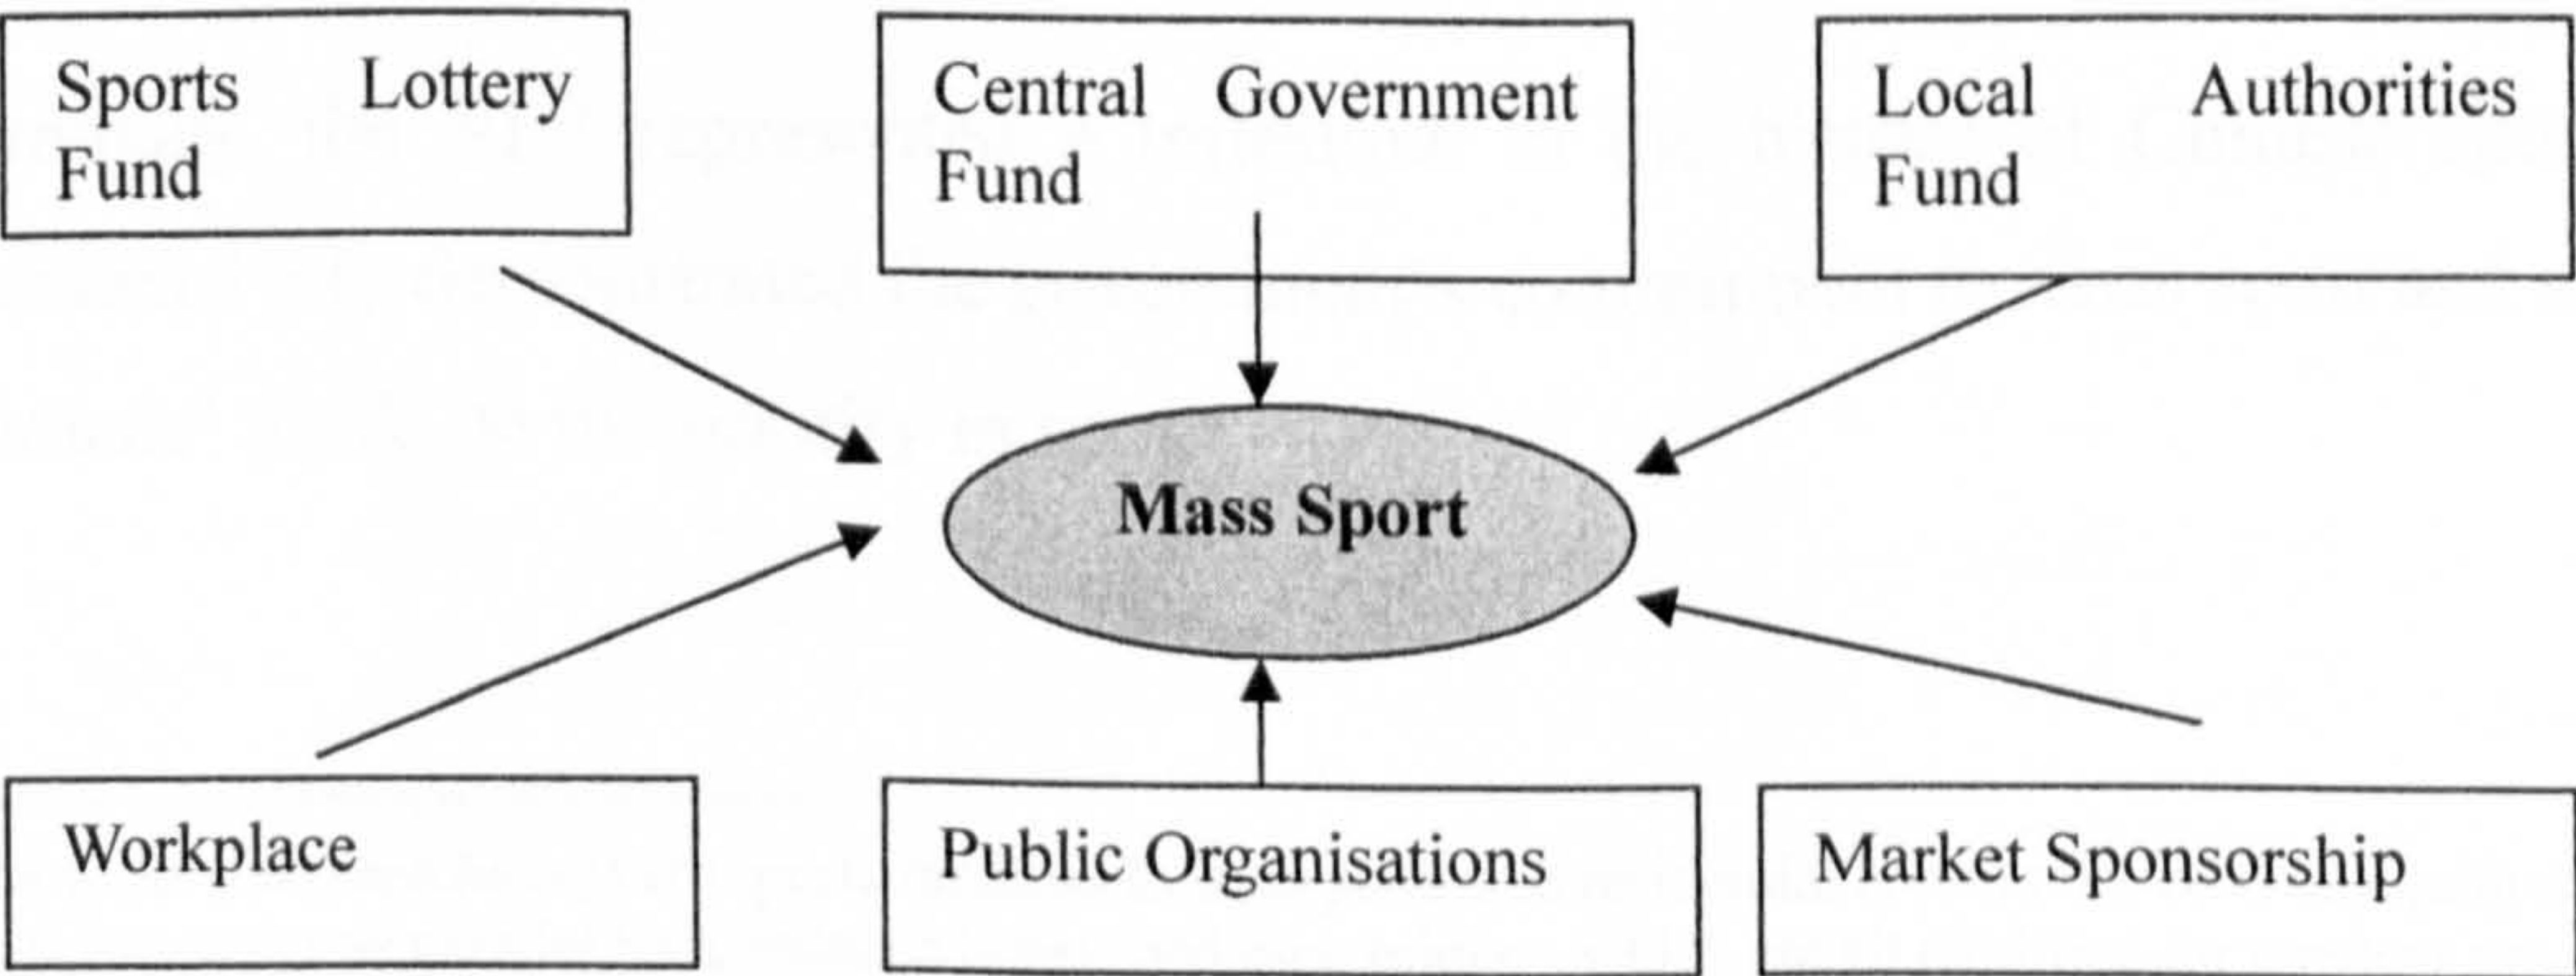 Sports Lottery
Fund
Central Government
Fund
Local Authorities
Fund
Mass Sport
Workplace
Public Organisations
Market Sponsorship